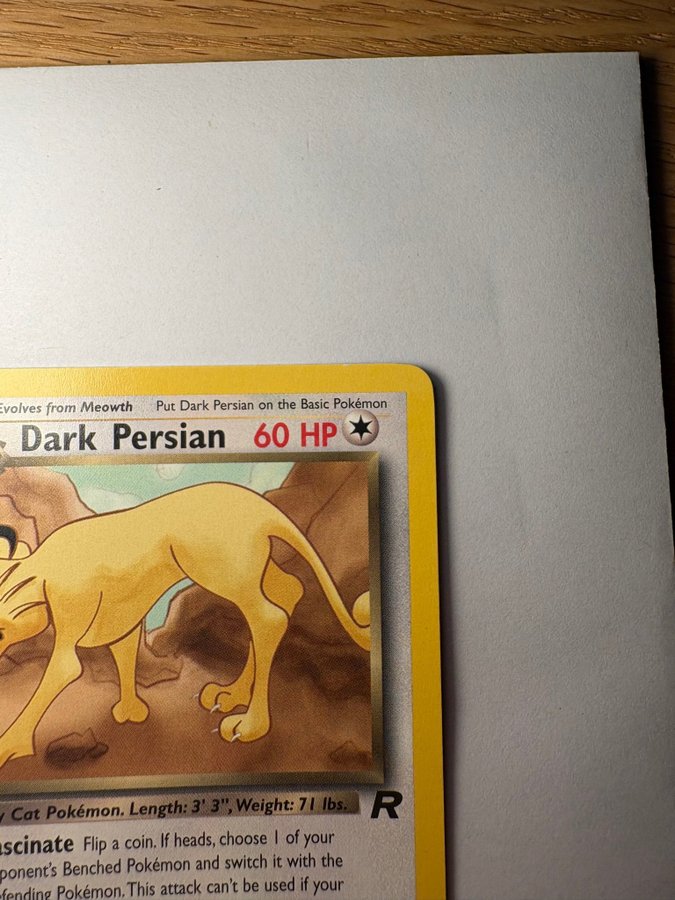 Evolves from Meowth Put Dark Persian on the Basic Pokémon
Dark Persian 60 HP
Cat Pokémon. Length: 3' 3", Weight: 71 lbs. R
Flip a coin. If heads, choose 1 of your
Benched Pokémon and switch it with the
Pokémon. This attack can't be used if your